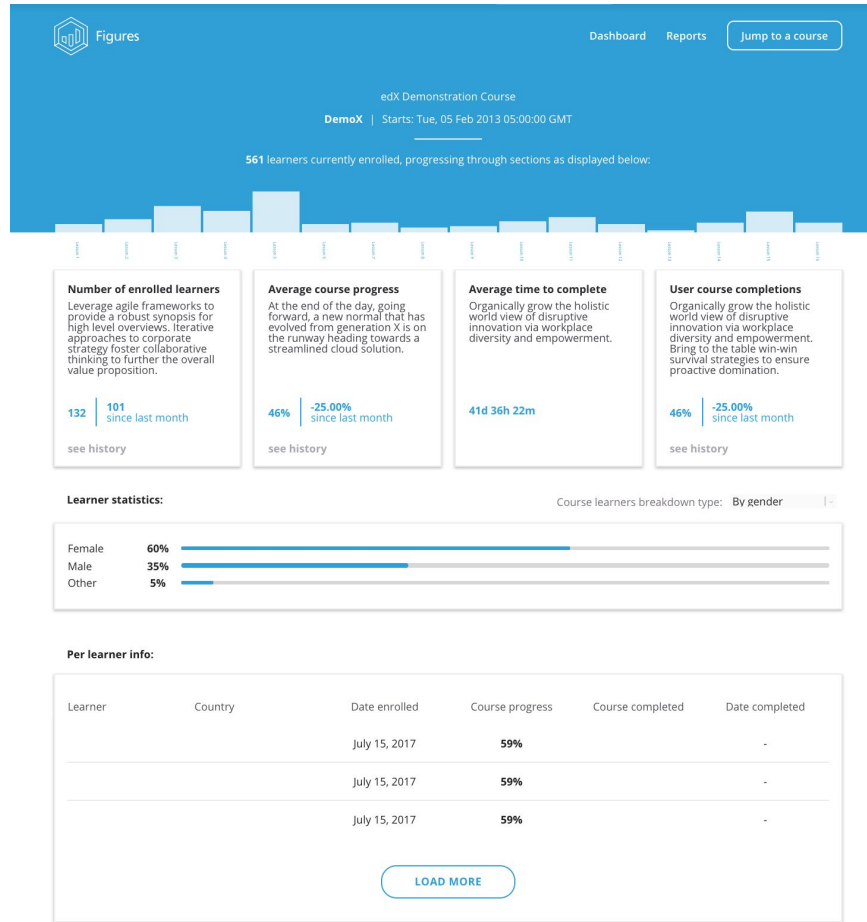 Figures
Dashboard
Reports
Jump to a course
edX Demonstration Course
DemoX | Starts: Tue, 05 Feb 2013 05:00:00 GMT
561 learners currently enrolled, progressing through sections as displayed below:
Number of enrolled learners
Leverage agile frameworks to
provide a robust synopsis for
high level overviews. Iterative
approaches to corporate
strategy foster collaborative
thinking to further the overall
value proposition.
132
101
since last month
see history
Average course progress
At the end of the day, going
forward, a new normal that has
evolved from generation X is on
the runway heading towards a
streamlined cloud solution.
46%
-25.00%
since last month
see history
Average time to complete
Organically grow the holistic
world view of disruptive
innovation via workplace
diversity and empowerment.
41d 36h 22m
User course completions
Organically grow the holistic
world view of disruptive
innovation via workplace
diversity and empowerment.
Bring to the table win-win
survival strategies to ensure
proactive domination.
46%
-25.00%
since last month
see history
Learner statistics:
Course learners breakdown type: By gender
Female 60%
Male 35%
Other 5%
Per learner info:
Learner Country Date enrolled Course progress Course completed Date completed
July 15, 2017 59% -
July 15, 2017 59% -
July 15, 2017 59% -
LOAD MORE